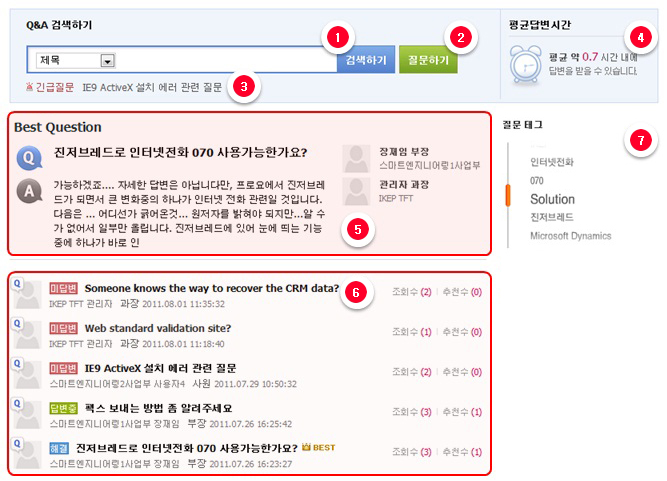 Q&A 검색하기
1
2
제목
검색하기
질문하기
긴급질문 IE9 ActiveX 설치 에러 관련 질문
3
평균답변시간
4
평균 약 0.7 시간 내에
답변을 받을 수 있습니다.
Best Question
Q
진저브레드로 인터넷전화 070 사용가능한가요?
A
가능하겠죠.... 자세한 답변은 아닙니다만, 프요에서 진저브레
드가 되면서 큰 변화중의 하나가 인터넷 전화 관련일 것입니다.
다음은 ... 어디선가 긁어온것... 원저자를 밝혀야 되지만...알 수
가 없어서 일부만 올립니다. 진저브레드에 있어 눈에 띄는 기능
중에 하나가 바로 인
장재임 부장
스마트엔지니어링1사업부
관리자 과장
IKEP TFT
5
질문 태그
7
인터넷전화
070
Solution
진저브레드
Microsoft Dynamics
6
Q
미답변 Someone knows the way to recover the CRM data?
조회수 (2) | 추천수 (0)
IKEP TFT 관리자 과장 2011.08.01 11:35:32
Q
미답변 Web standard validation site?
조회수 (2) | 추천수 (0)
IKEP TFT 관리자 과장 2011.08.01 11:18:40
Q
미답변 IE9 ActiveX 설치 에러 관련 질문
조회수 (2) | 추천수 (0)
스마트엔지니어링2사업부 사용자4 사원 2011.07.29 10:50:32
Q
답변중 팩스 보내는 방법 좀 알려주세요
조회수 (3) | 추천수 (1)
스마트엔지니어링1사업부 장재임 부장 2011.07.26 16:25:42
Q
해결 진저브레드로 인터넷전화 070 사용가능한가요? BEST
조회수 (3) | 추천수 (1)
스마트엔지니어링1사업부 장재임 부장 2011.07.26 16:23:27